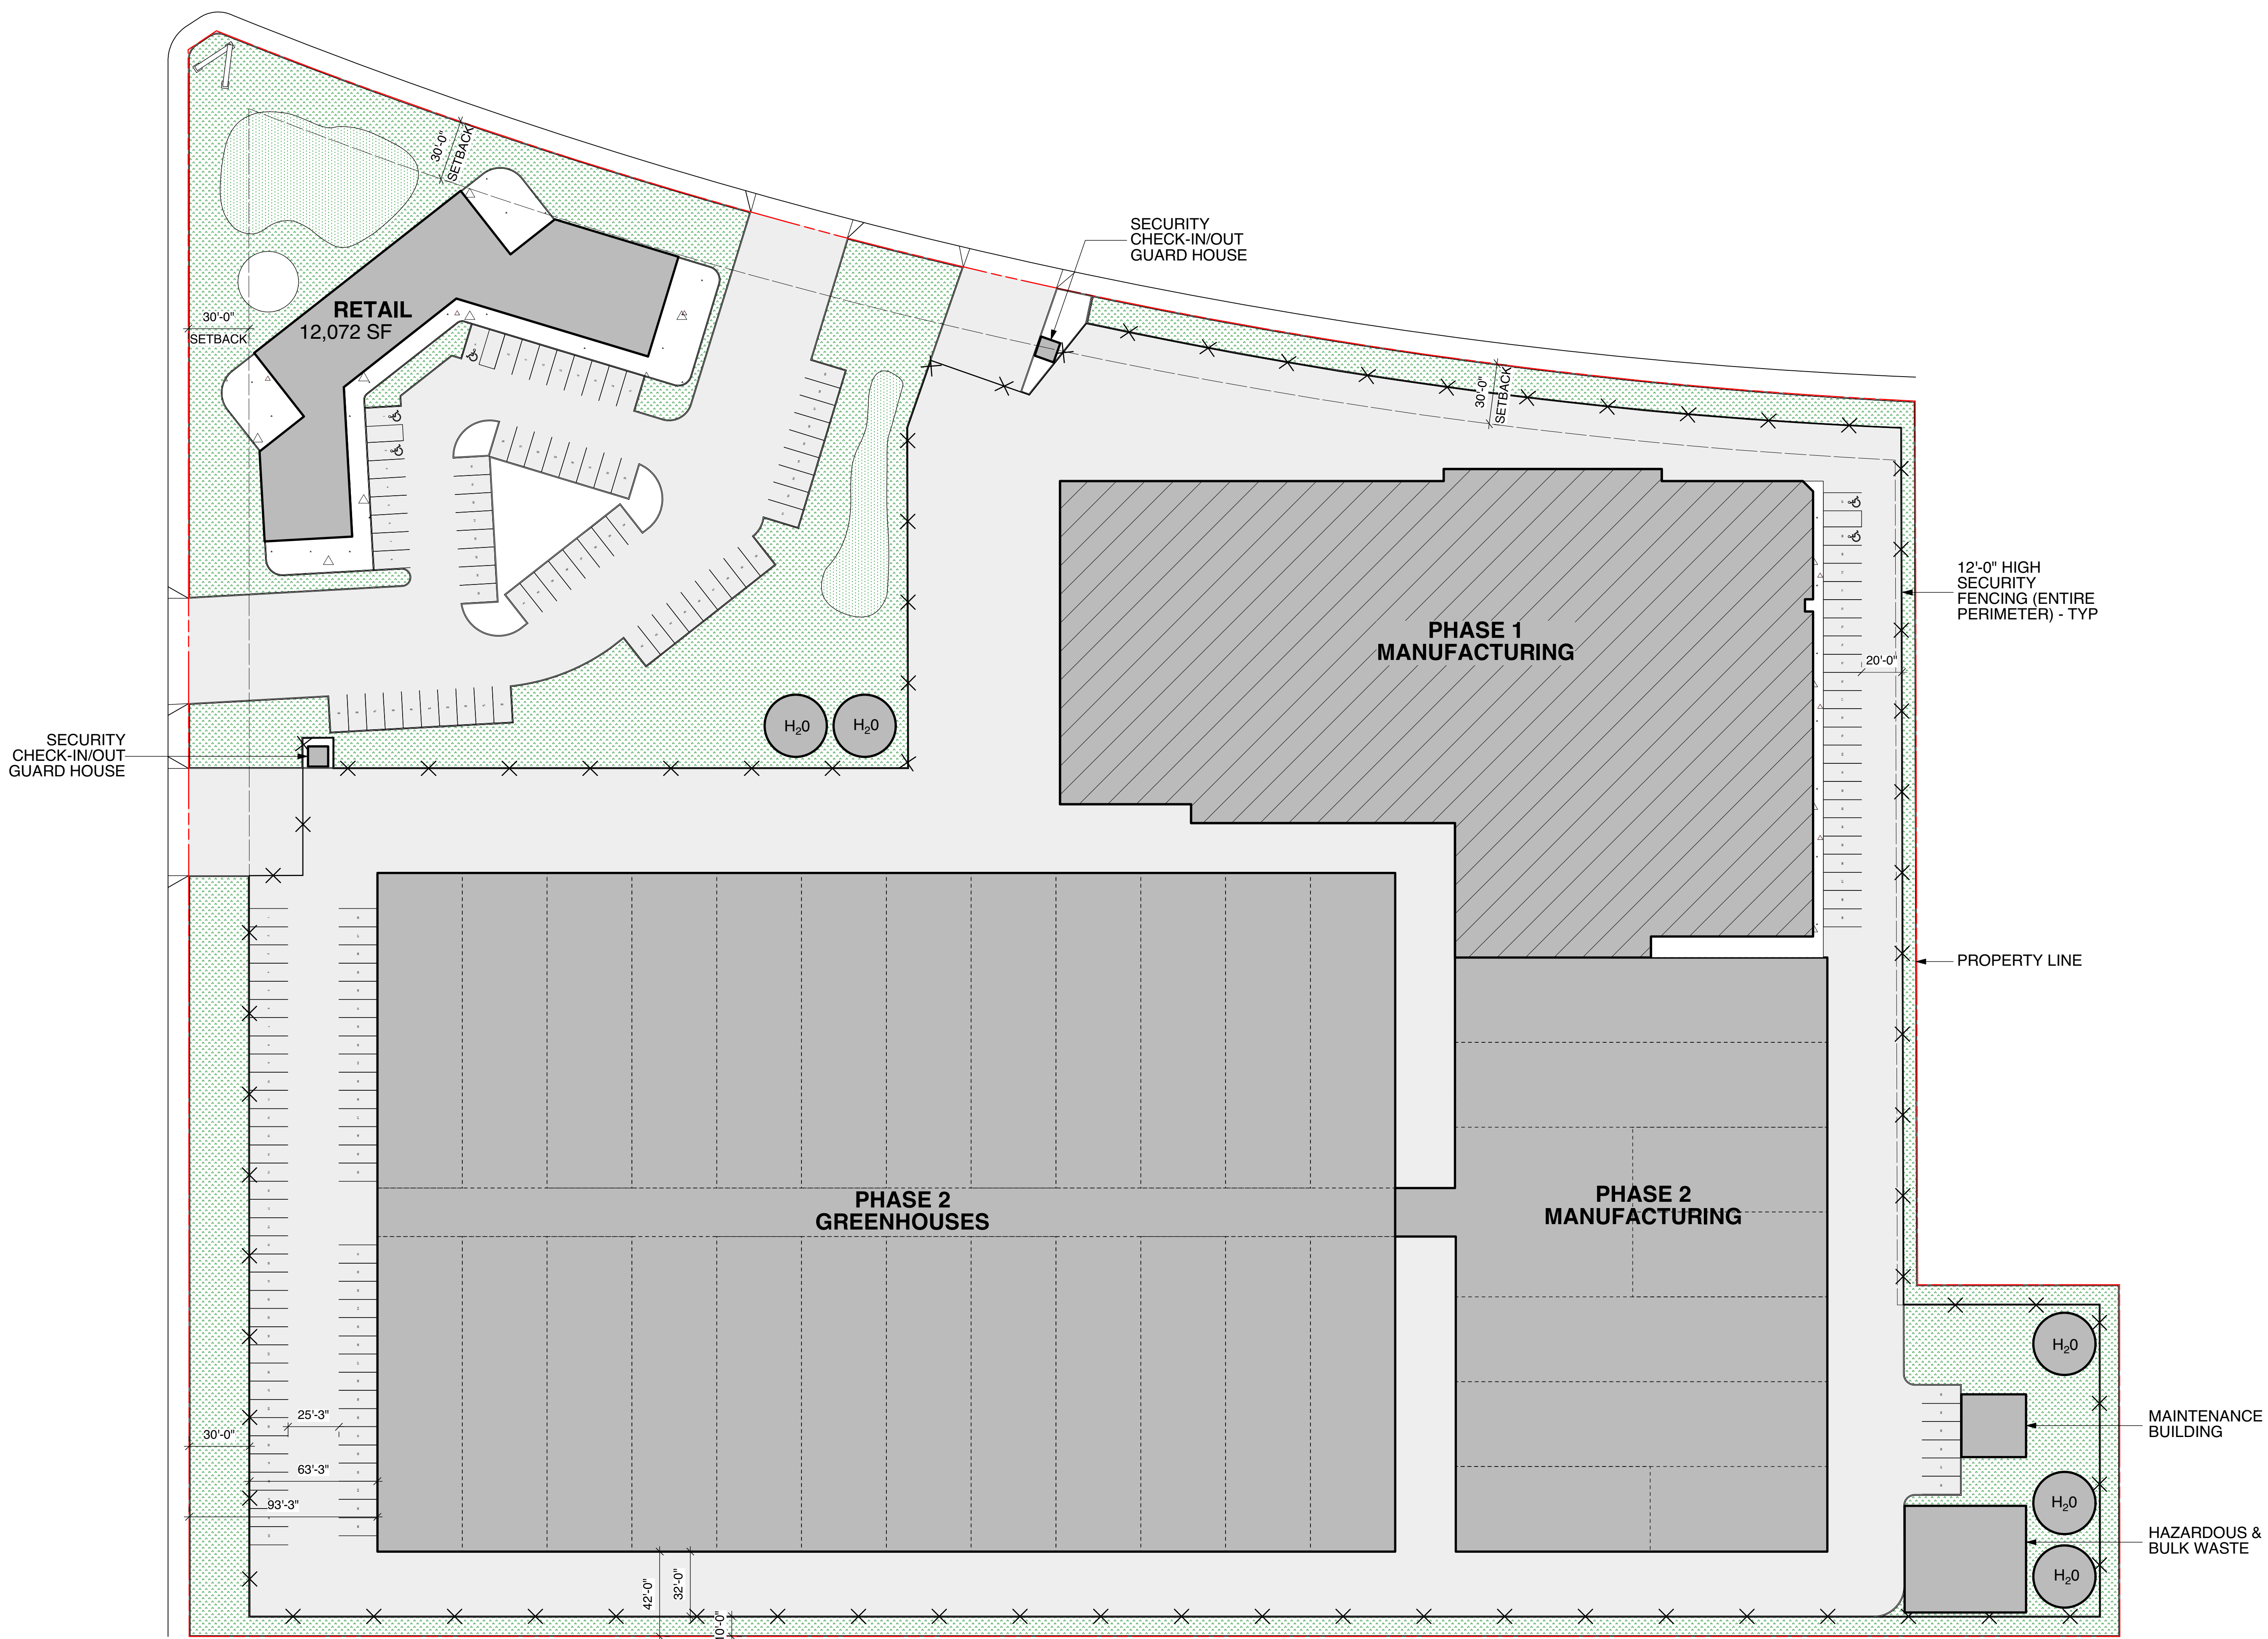 30'-0"
SETBACK
SECURITY
CHECK-IN/OUT
GUARD HOUSE
RETAIL
12,072 SF
30'-0"
SETBACK
30'-0"
SETBACK
12'-0" HIGH
SECURITY
FENCING (ENTIRE
PERIMETER) - TYP
PHASE 1
MANUFACTURING
20'-0"
H20
H20
SECURITY
CHECK-IN/OUT
GUARD HOUSE
PROPERTY LINE
PHASE 2
GREENHOUSES
PHASE 2
MANUFACTURING
H20
25'-3"
30'-0"
63'-3"
93'-3"
MAINTENANCE
BUILDING
H20
HAZARDOUS &
BULK WASTE
H20
42'-0"
32'-0"
10'-0"